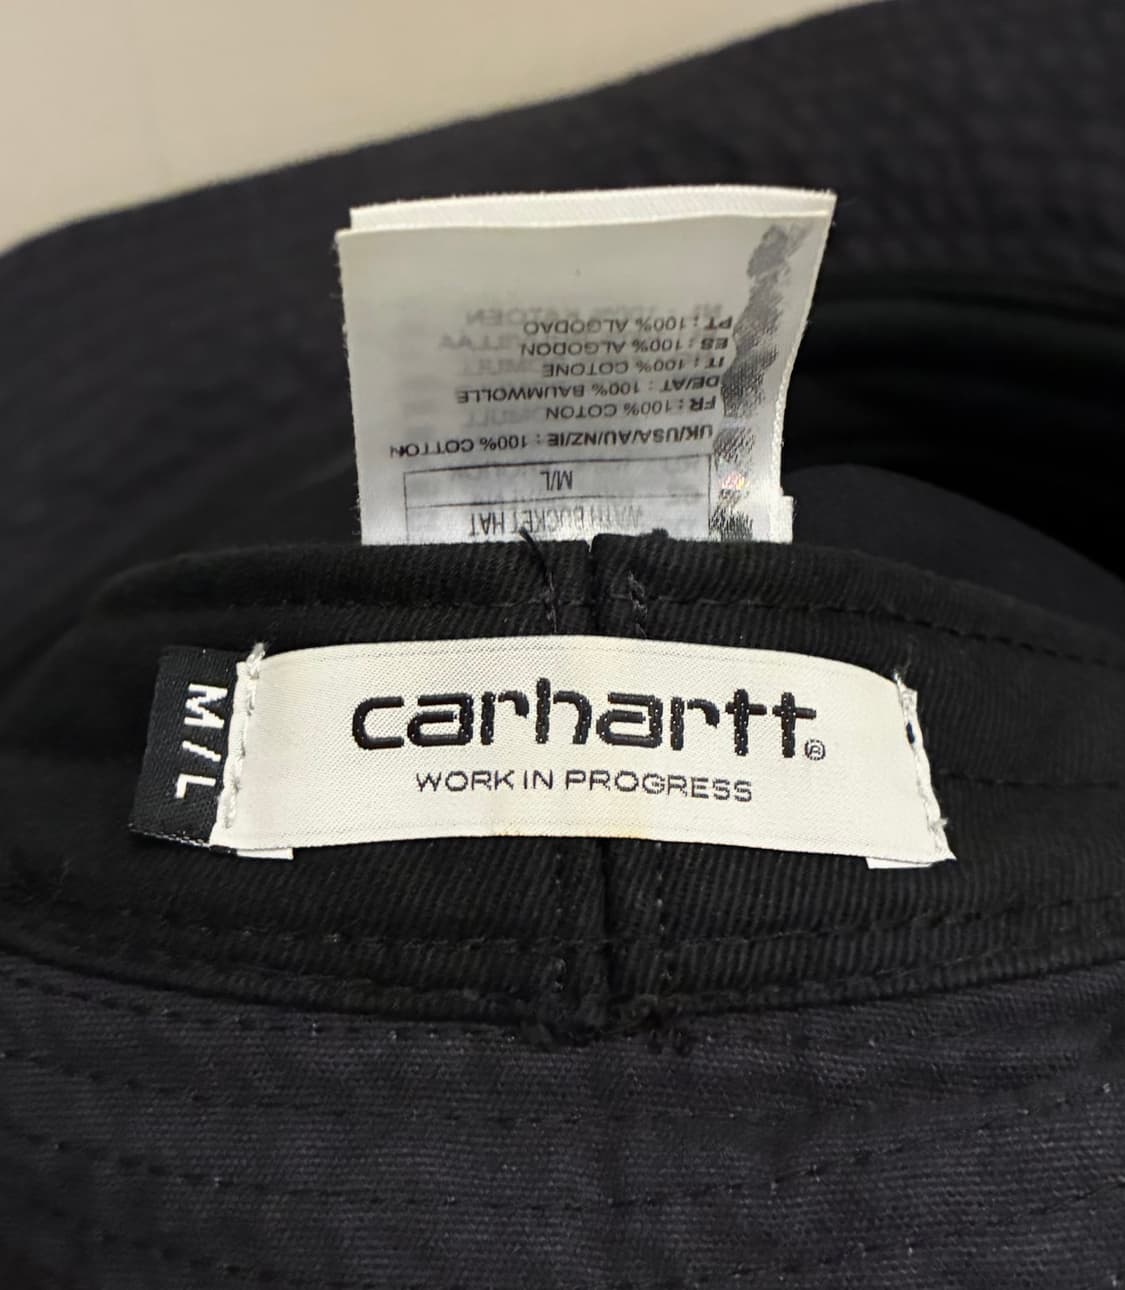 PT : 100% ALGODAO
ES : 100% ALGODON
IT : 100% COTONE
DE/AT : 100% BAUMWOLLE
FR : 100% COTON
UK/USA/AU/NZ/IE : 100% COTTON
M/L
BUCKET HAT
M/L
carhartt®
WORK IN PROGRESS